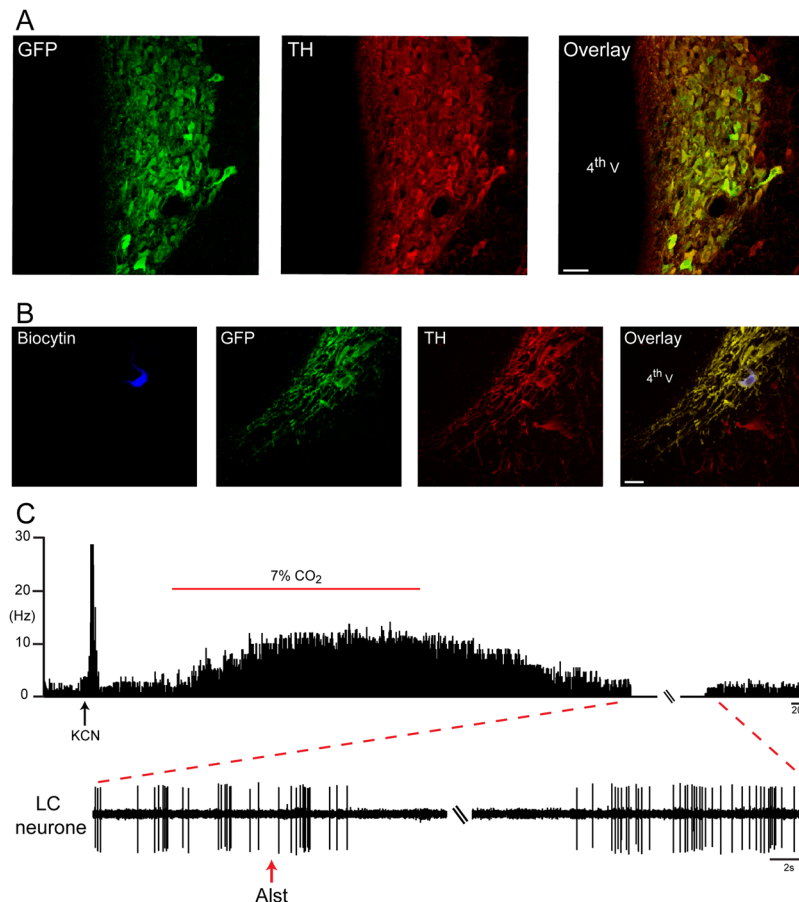 A
GFP
TH
Overlay
4th V
B
Biocytin
GFP
TH
Overlay
4th V
C
30
20
(Hz)
10
0
7% CO2
KCN
LC
neurone
Alst
2s